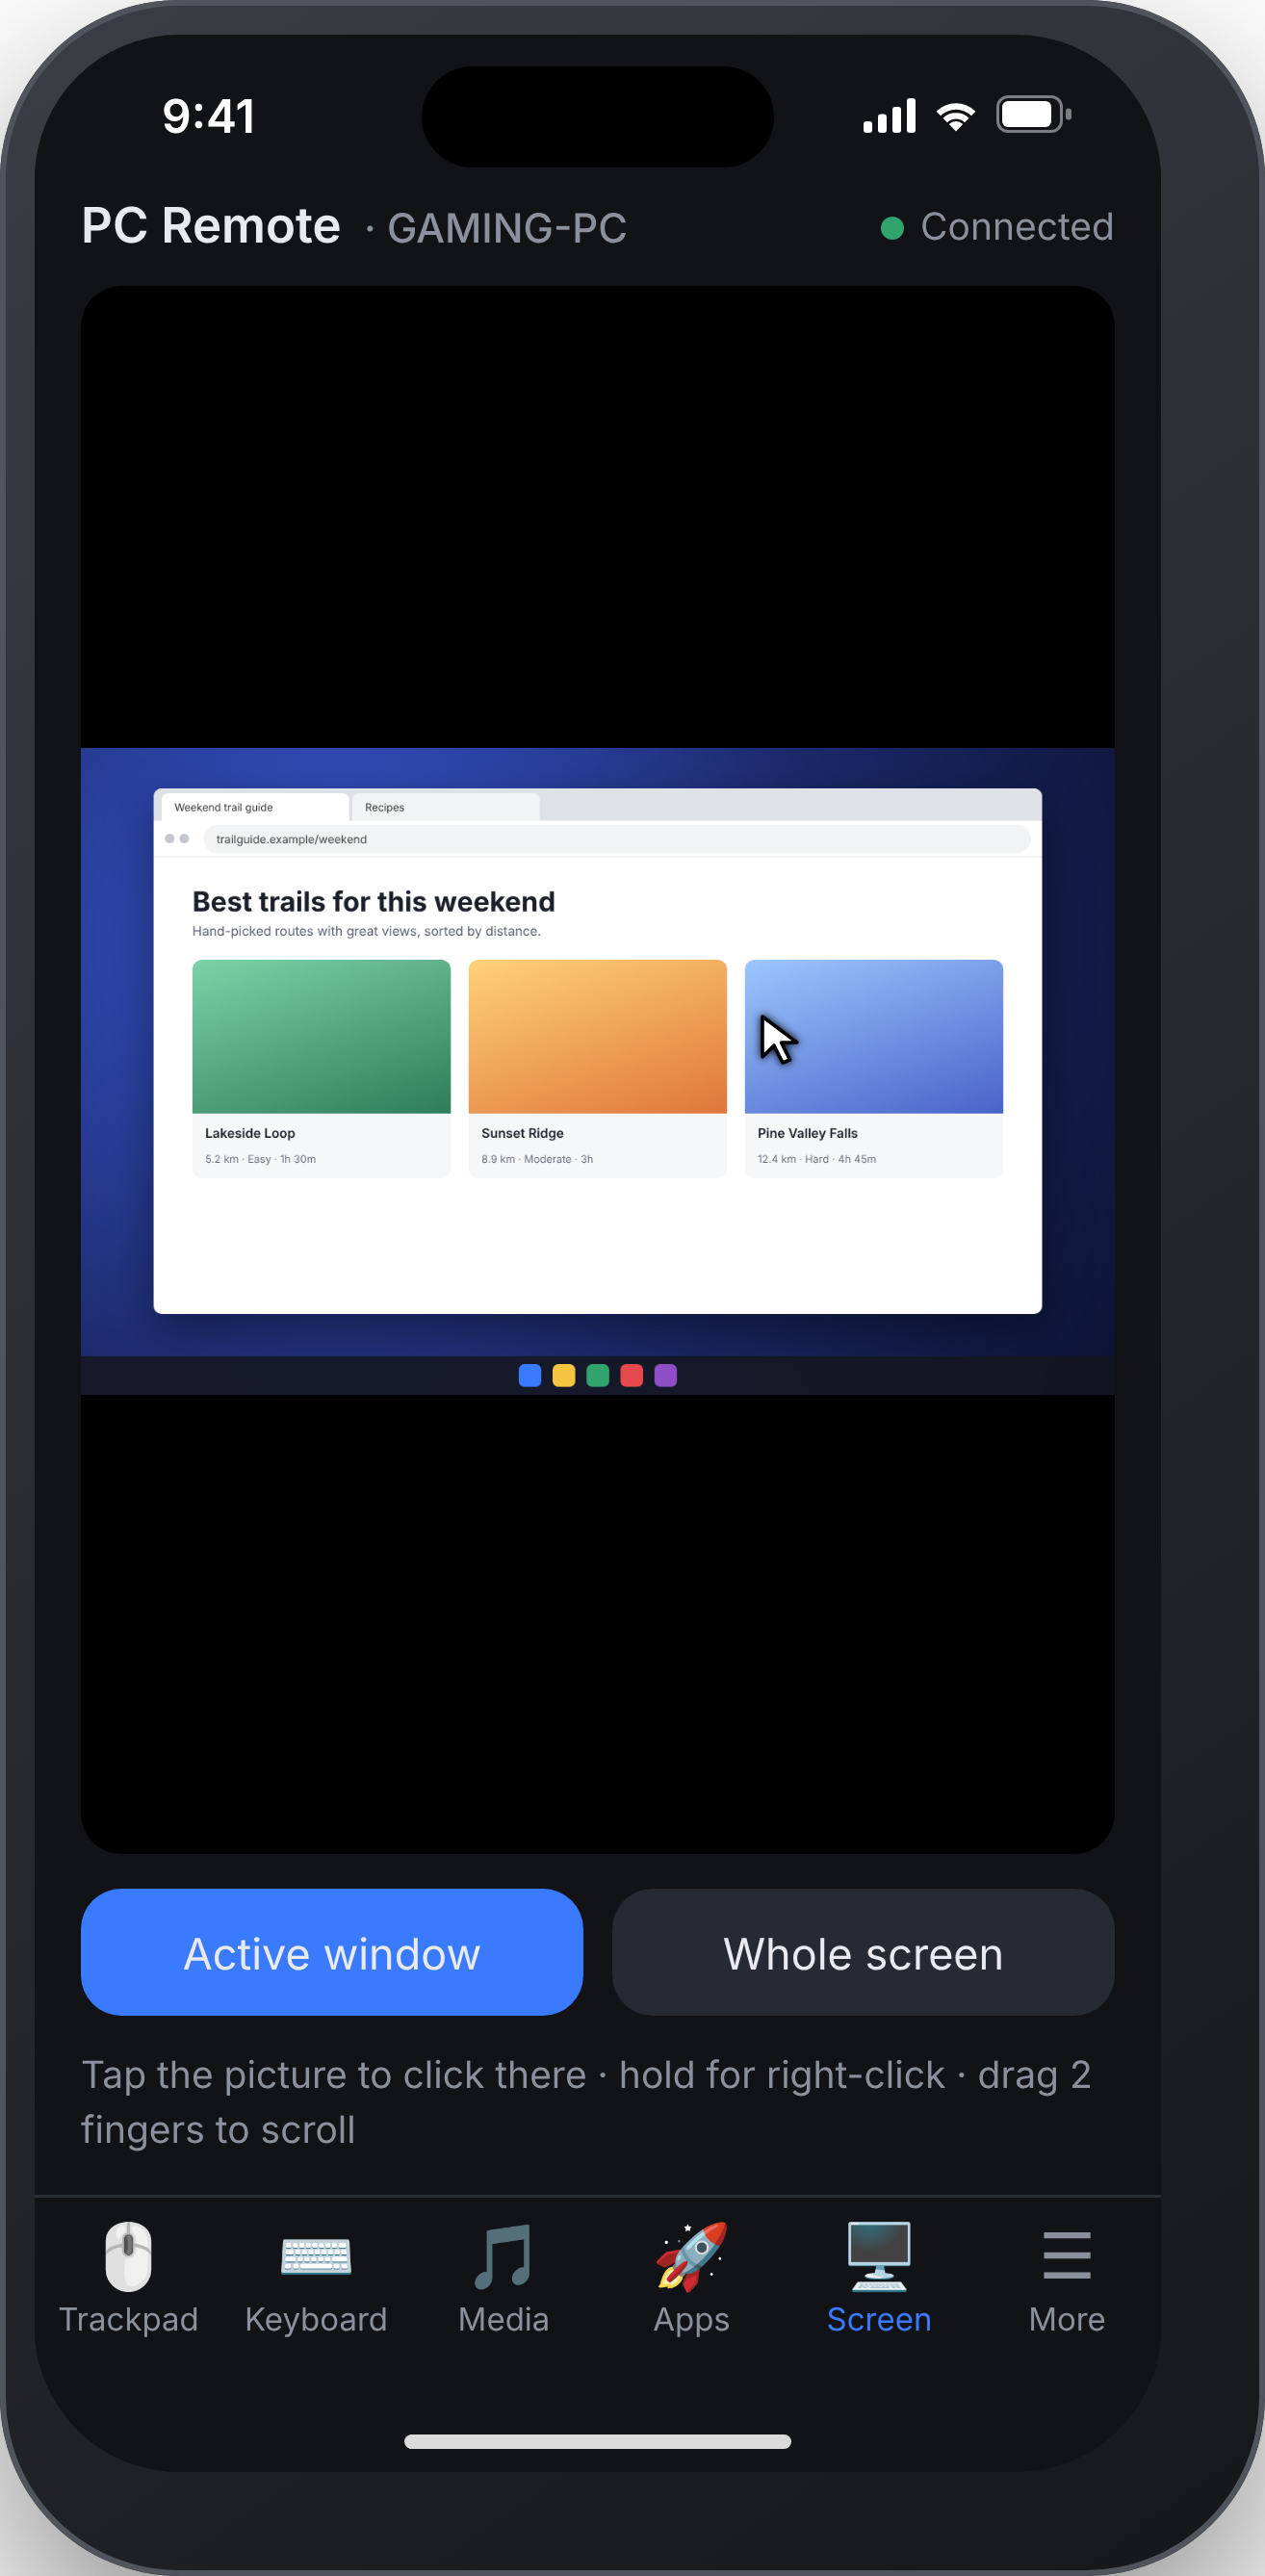 9:41
PC Remote · GAMING-PC
Connected
Weekend trail guide
Recipes
trailguide.example/weekend
Best trails for this weekend
Hand-picked routes with great views, sorted by distance.
Lakeside Loop
5.2 km · Easy · 1h 30m
Sunset Ridge
8.9 km · Moderate · 3h
Pine Valley Falls
12.4 km · Hard · 4h 45m
Active window
Whole screen
Tap the picture to click there · hold for right-click · drag 2
fingers to scroll
Trackpad
Keyboard
Media
Apps
Screen
More